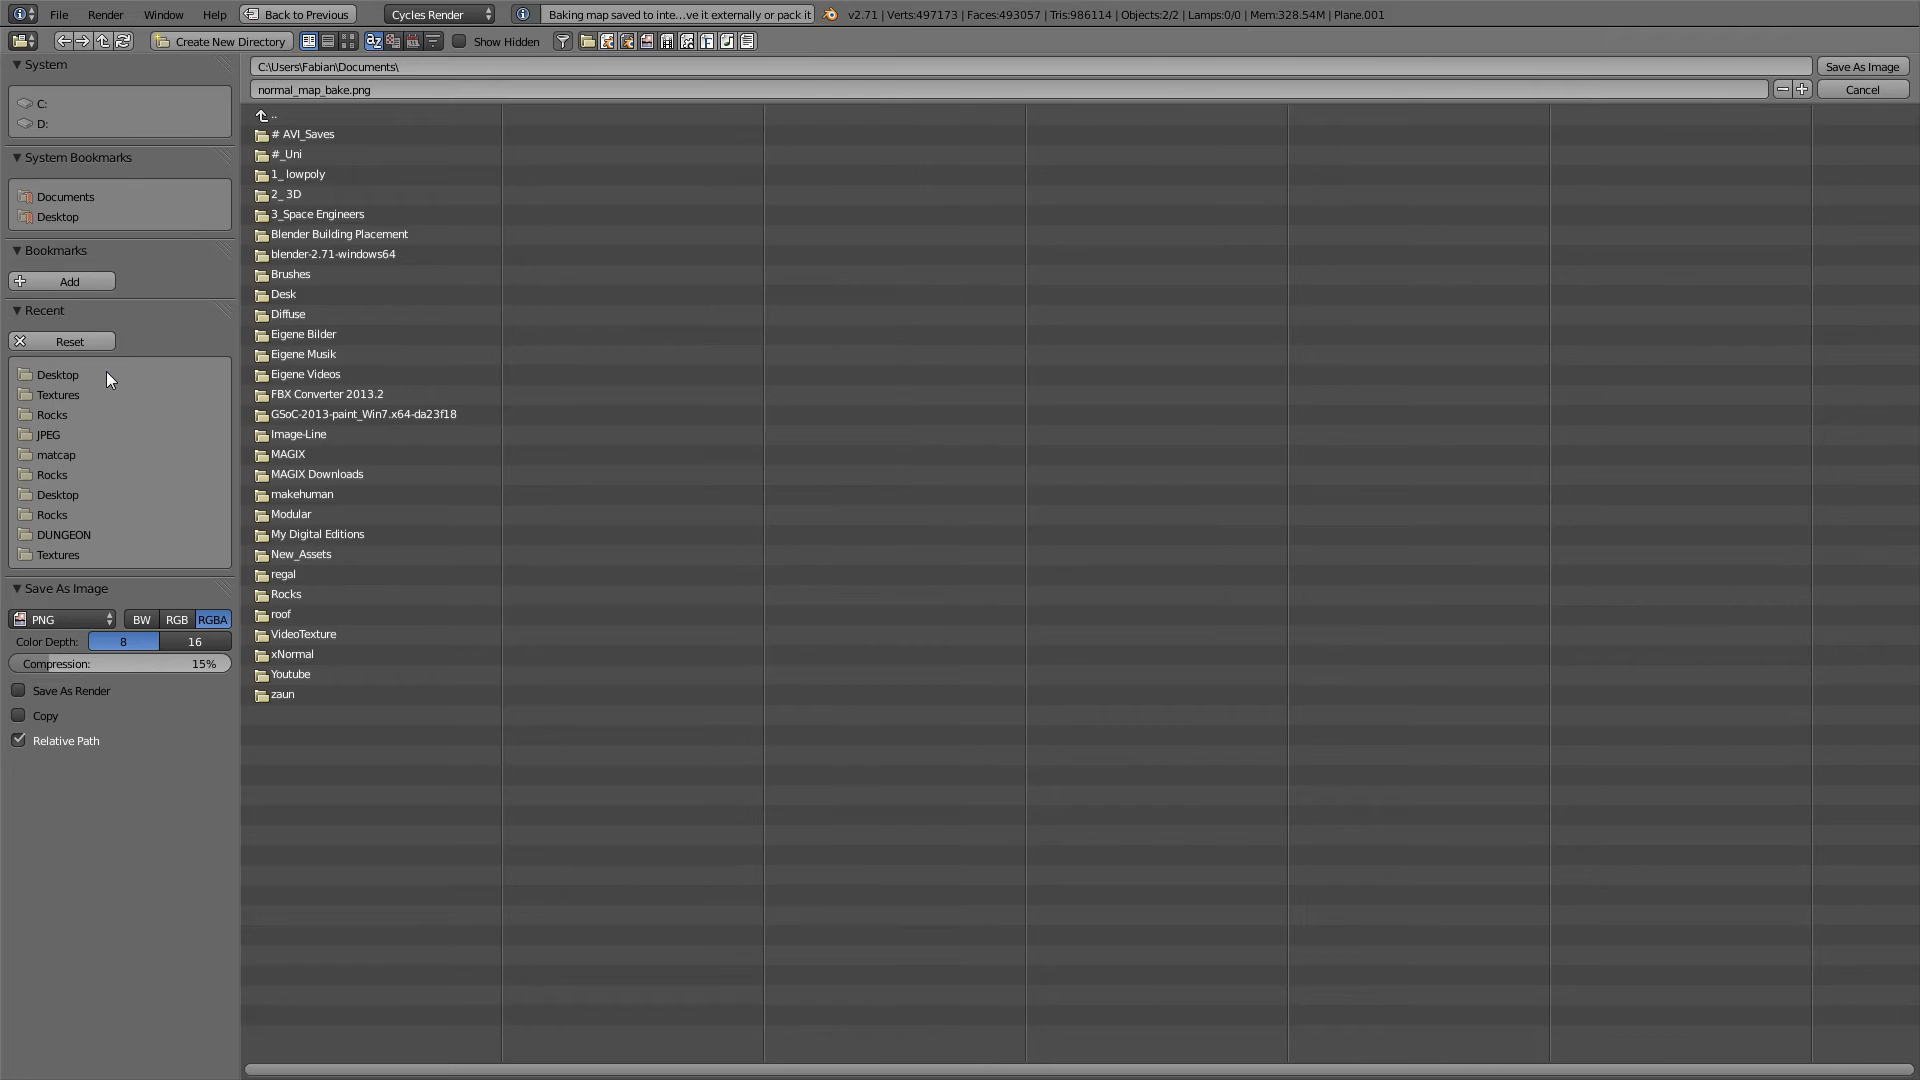 File Render Window Help Back to Previous Cycles Render Baking map saved to inte...ve it externally or pack it v2.71 | Verts:497173 | Faces:493057 | Tris:986114 | Objects:2/2 | Lamps:0/0 | Mem:328.54M | Plane.001
Create New Directory Show Hidden
System
C:
D:
System Bookmarks
Documents
Desktop
Bookmarks
Add
Recent
Reset
Desktop
Textures
Rocks
JPEG
matcap
Rocks
Desktop
Rocks
DUNGEON
Textures
Save As Image
PNG BW RGB RGBA
Color Depth: 8 16
Compression: 15%
Save As Render
Copy
Relative Path
C:\Users\Fabian\Documents\ Save As Image
normal_map_bake.png Cancel
..
# AVI_Saves
#_Uni
1_ lowpoly
2_ 3D
3_Space Engineers
Blender Building Placement
blender-2.71-windows64
Brushes
Desk
Diffuse
Eigene Bilder
Eigene Musik
Eigene Videos
FBX Converter 2013.2
GSoC-2013-paint_Win7.x64-da23f18
Image-Line
MAGIX
MAGIX Downloads
makehuman
Modular
My Digital Editions
New_Assets
regal
Rocks
roof
VideoTexture
xNormal
Youtube
zaun